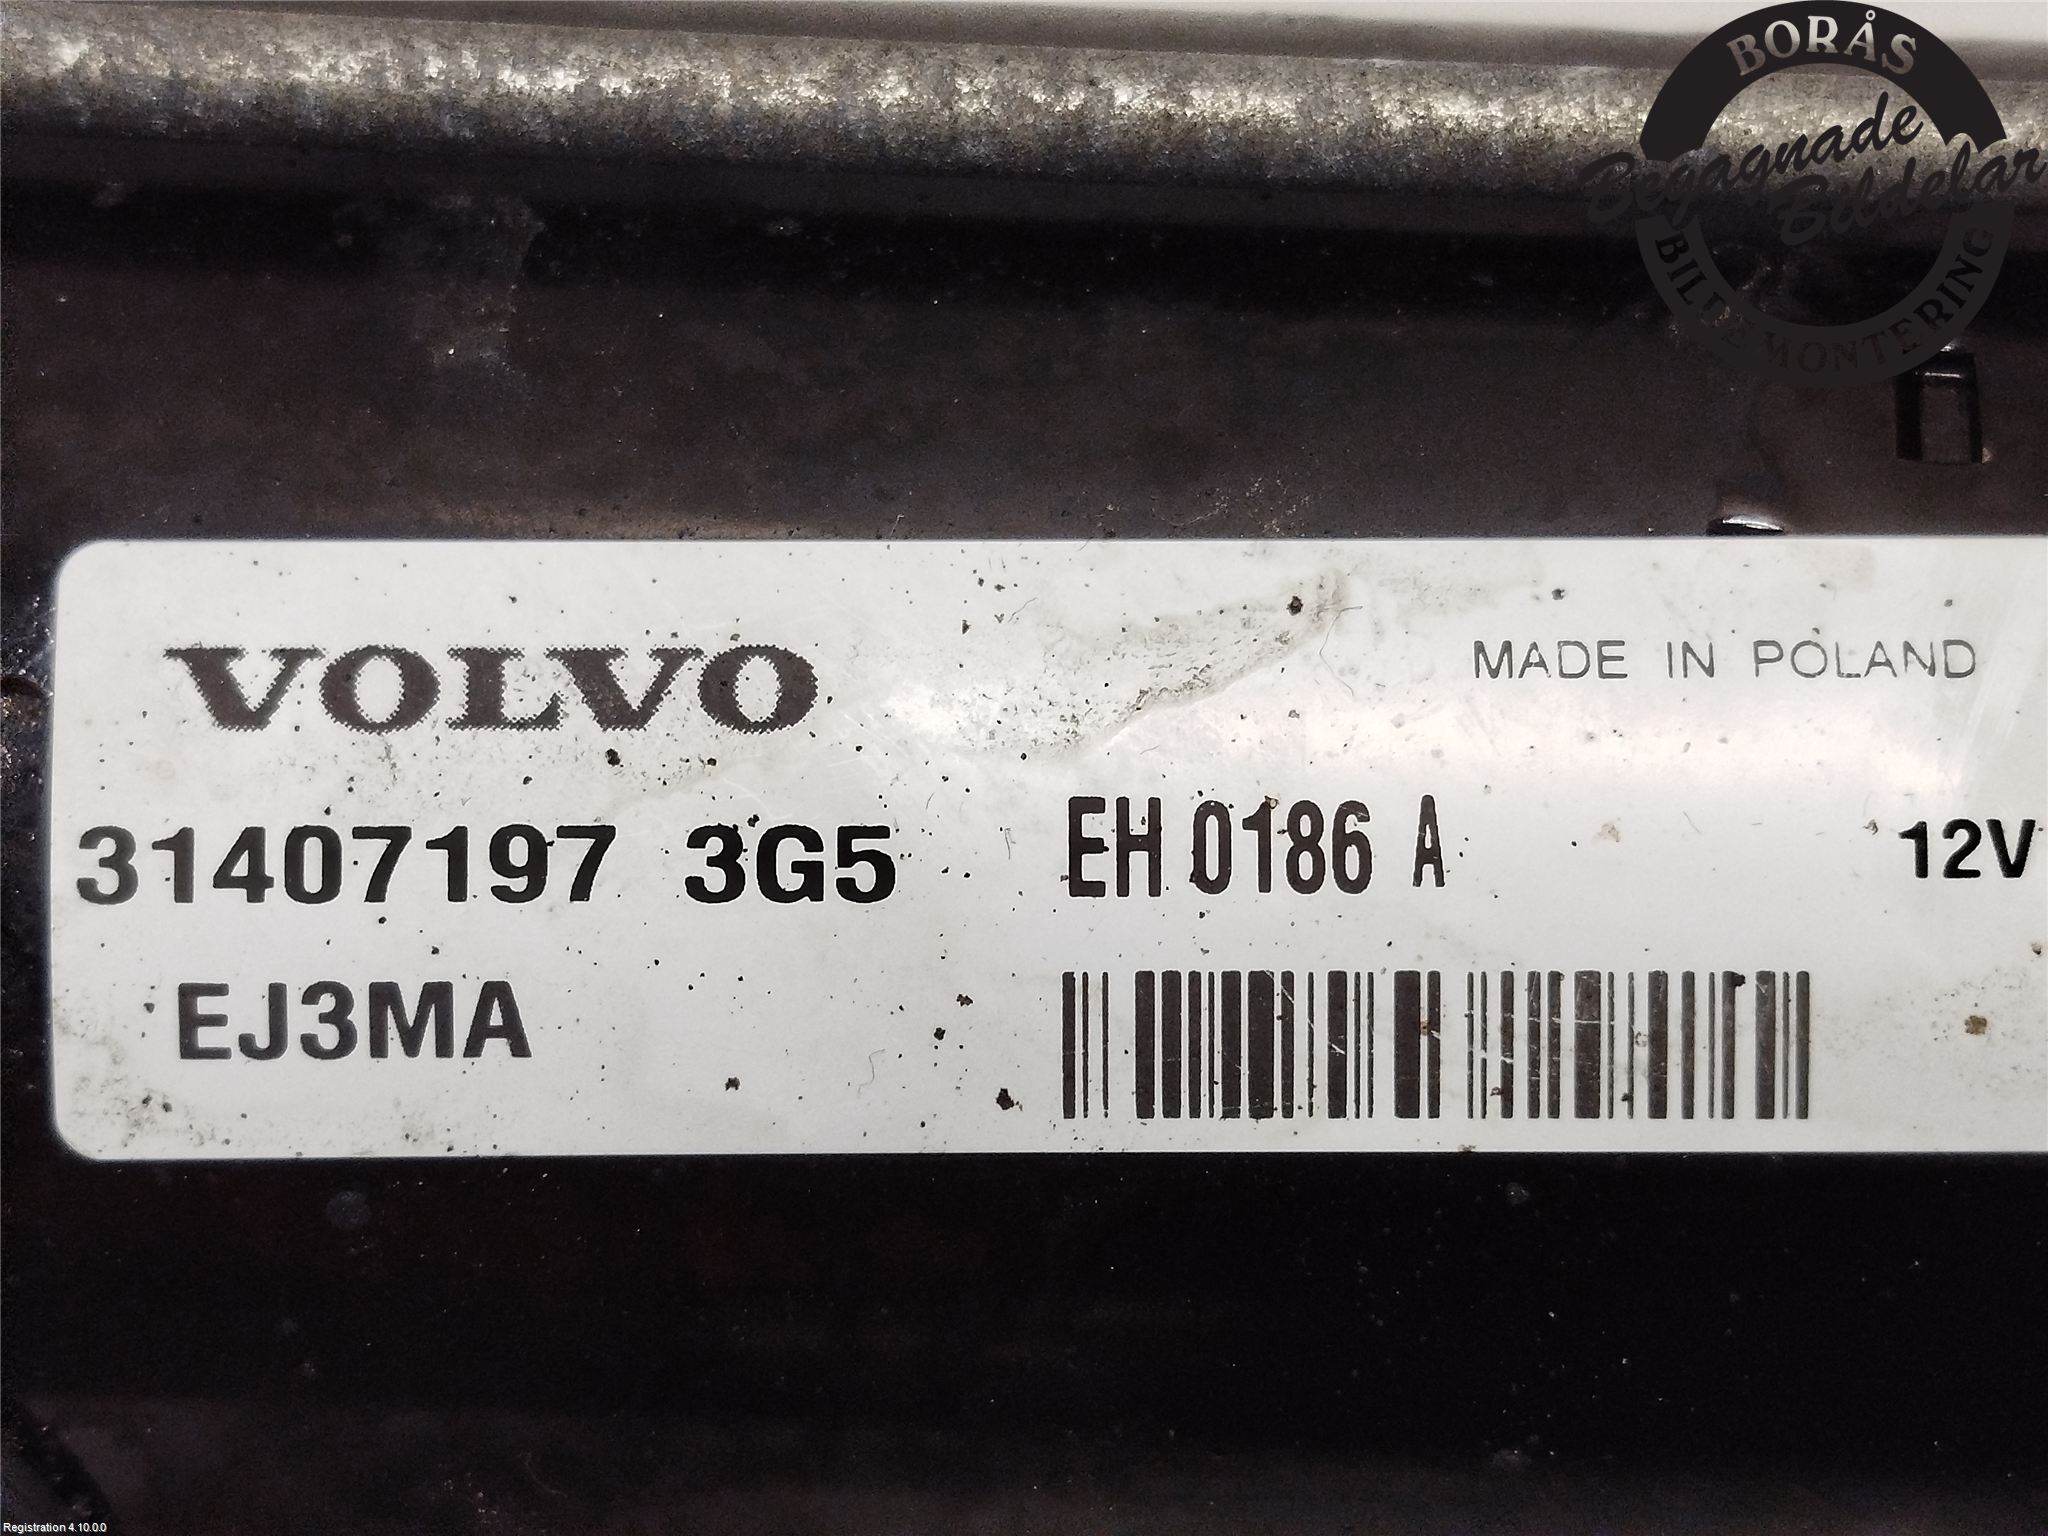 BORÅS
Begagnade
Bildelar
BILDEMONTERING
VOLVO
MADE IN POLAND
31407197 3G5
EH 0186 A
12V
EJ3MA
Registration 4.10.0.0